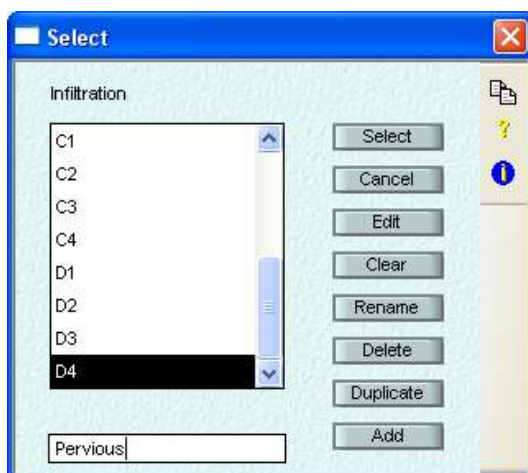 Select
Infiltration
C1
C2
C3
C4
D1
D2
D3
D4
Pervious
Select
Cancel
Edit
Clear
Rename
Delete
Duplicate
Add
?
i